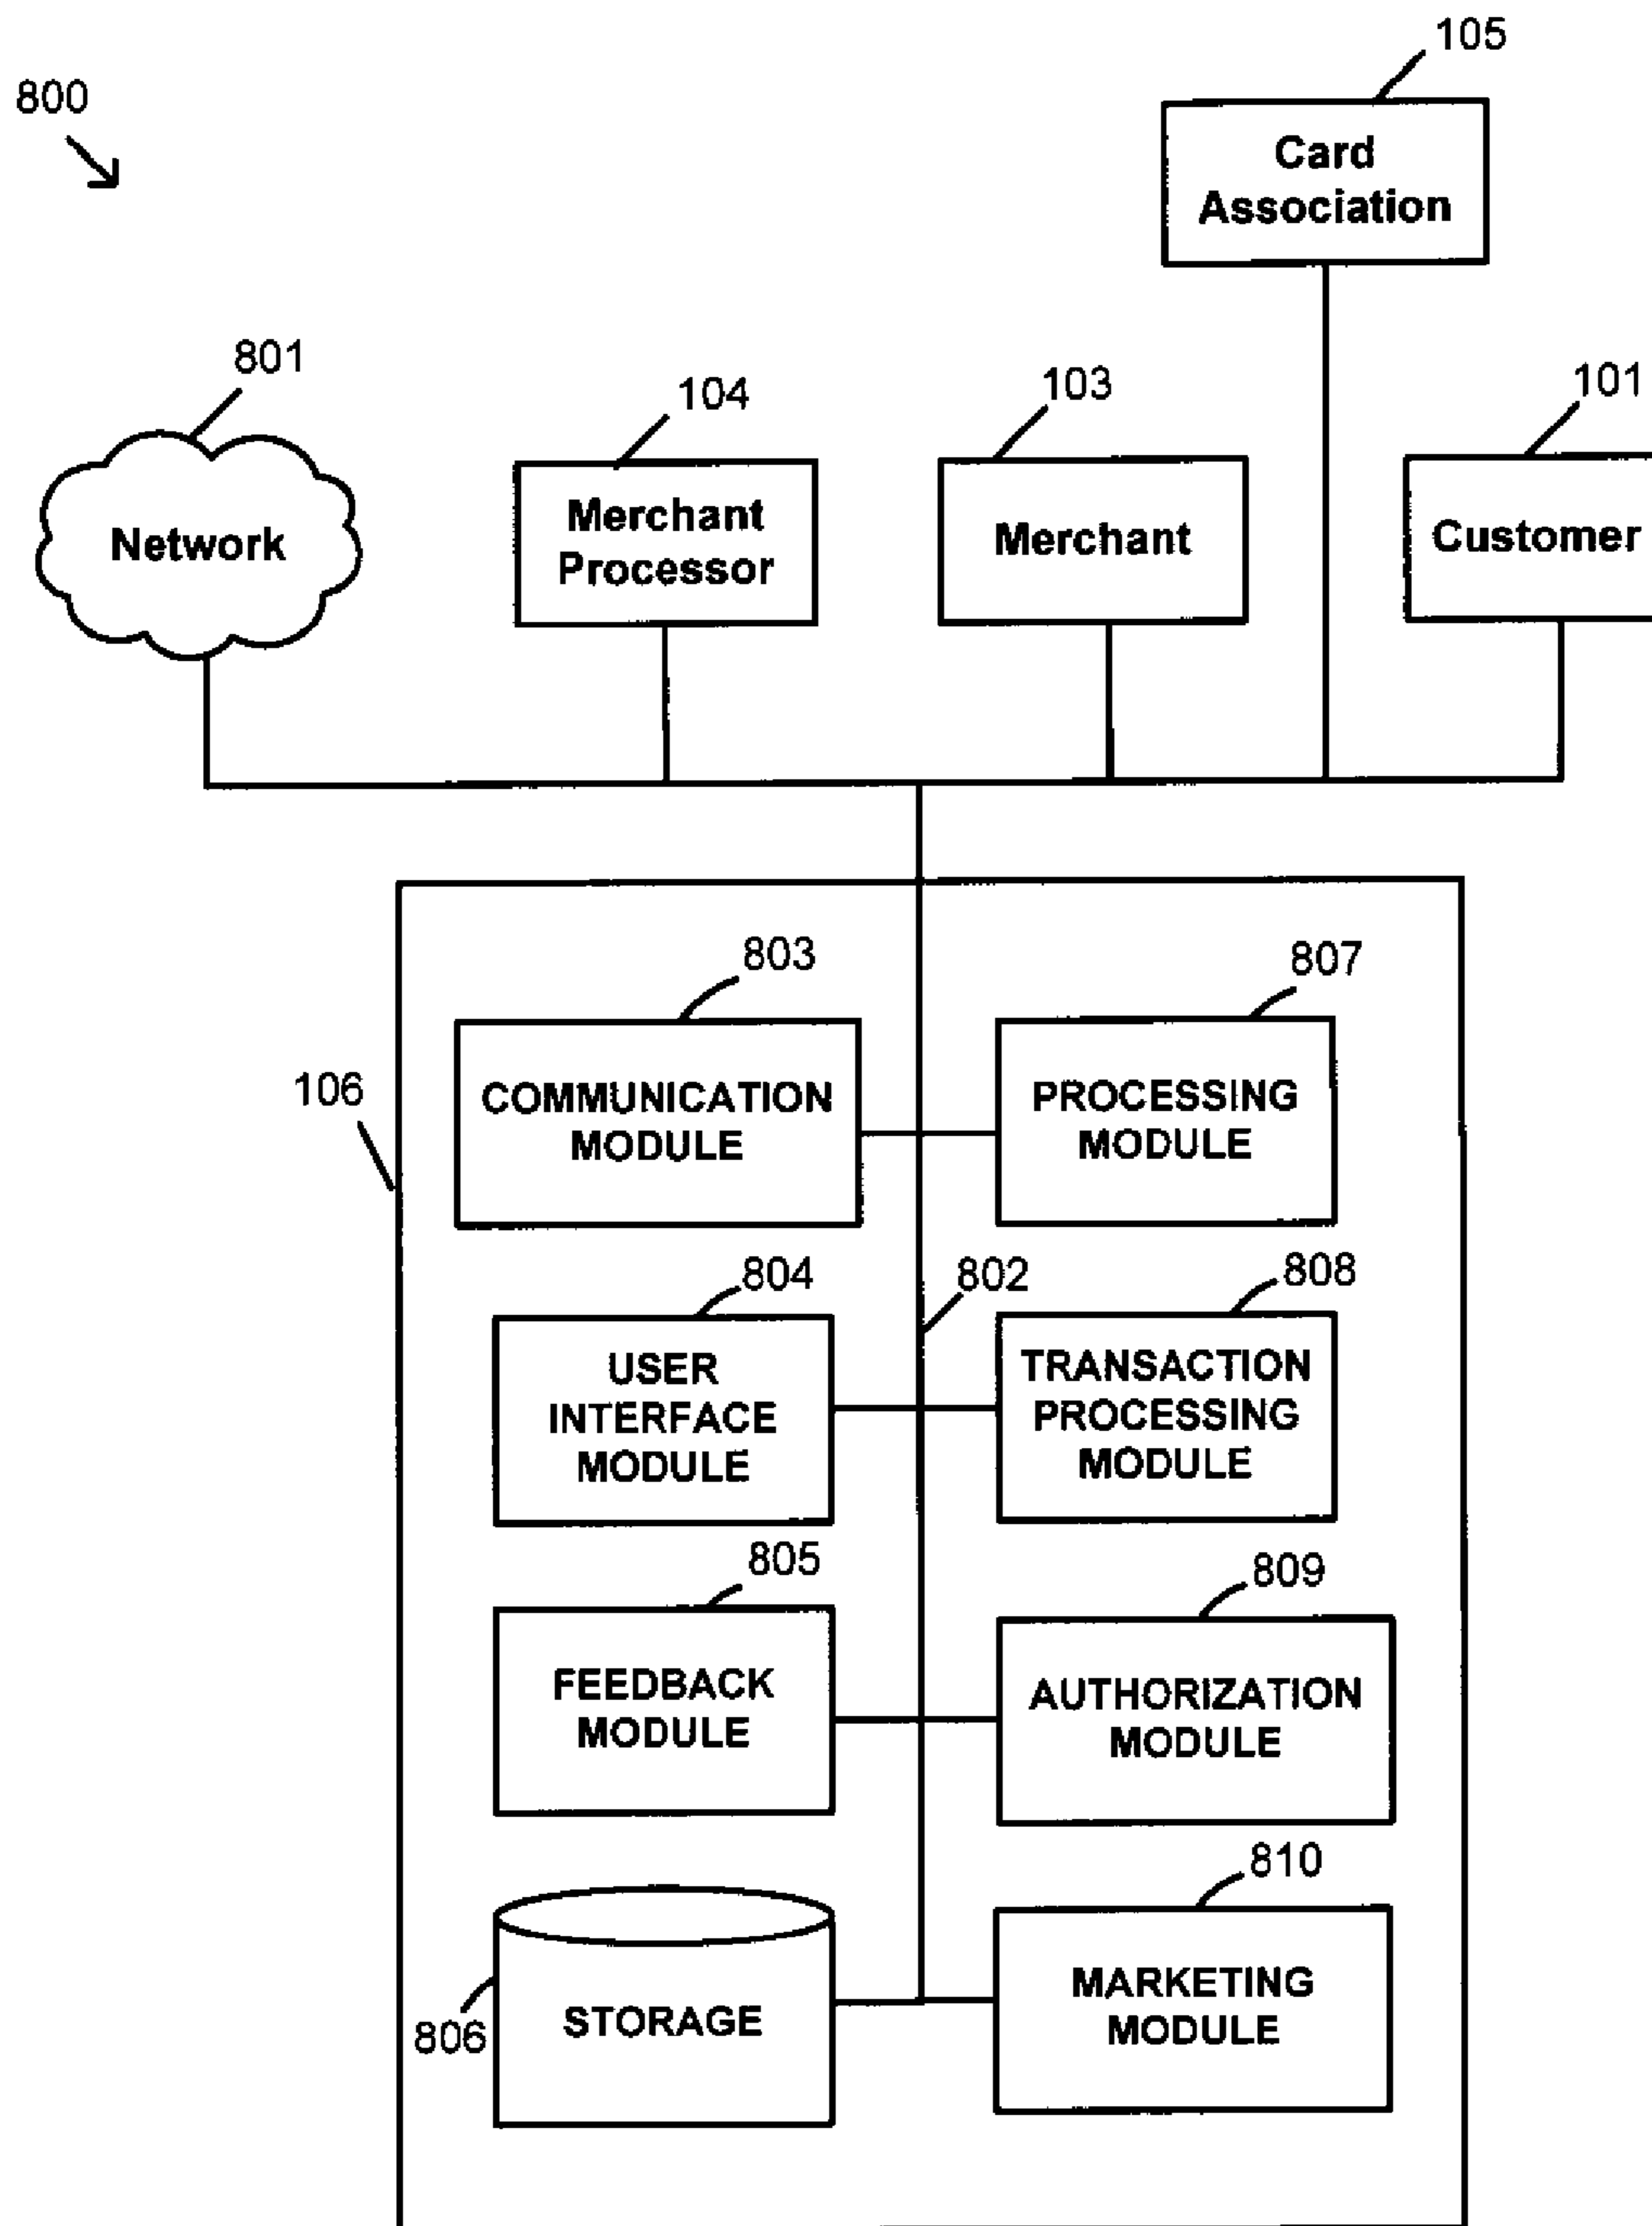 105
800
Card
Association
801
104
103
101
Network
Merchant
Processor
Merchant
Customer
803
807
106
COMMUNICATION
MODULE
PROCESSING
MODULE
804
802
808
USER
INTERFACE
MODULE
TRANSACTION
PROCESSING
MODULE
805
809
FEEDBACK
MODULE
AUTHORIZATION
MODULE
810
806
STORAGE
MARKETING
MODULE